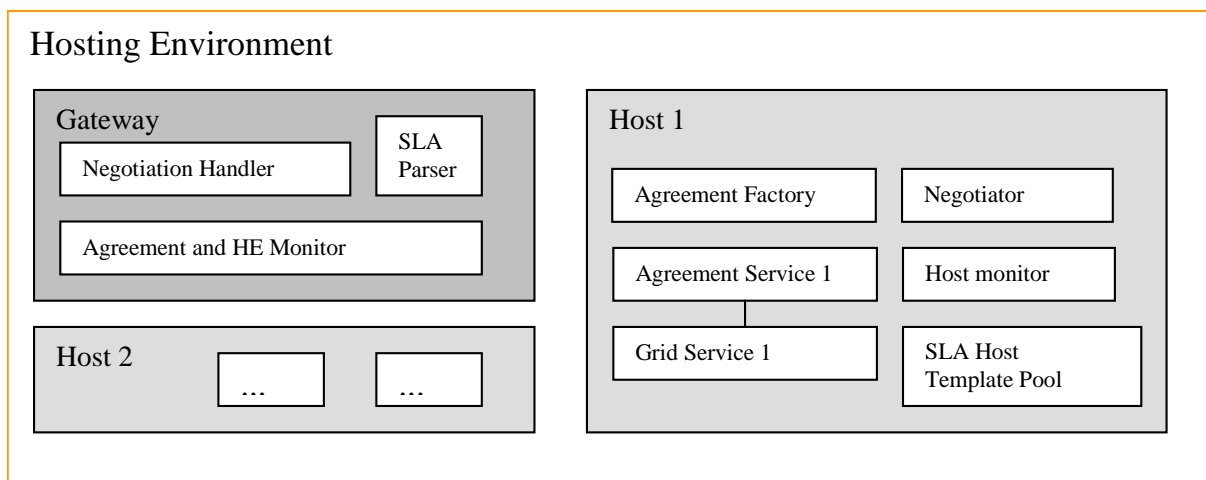 Hosting Environment
Gateway
Negotiation Handler
SLA
Parser
Agreement and HE Monitor
Host 2
...
...
Host 1
Agreement Factory
Negotiator
Agreement Service 1
Host monitor
Grid Service 1
SLA Host
Template Pool